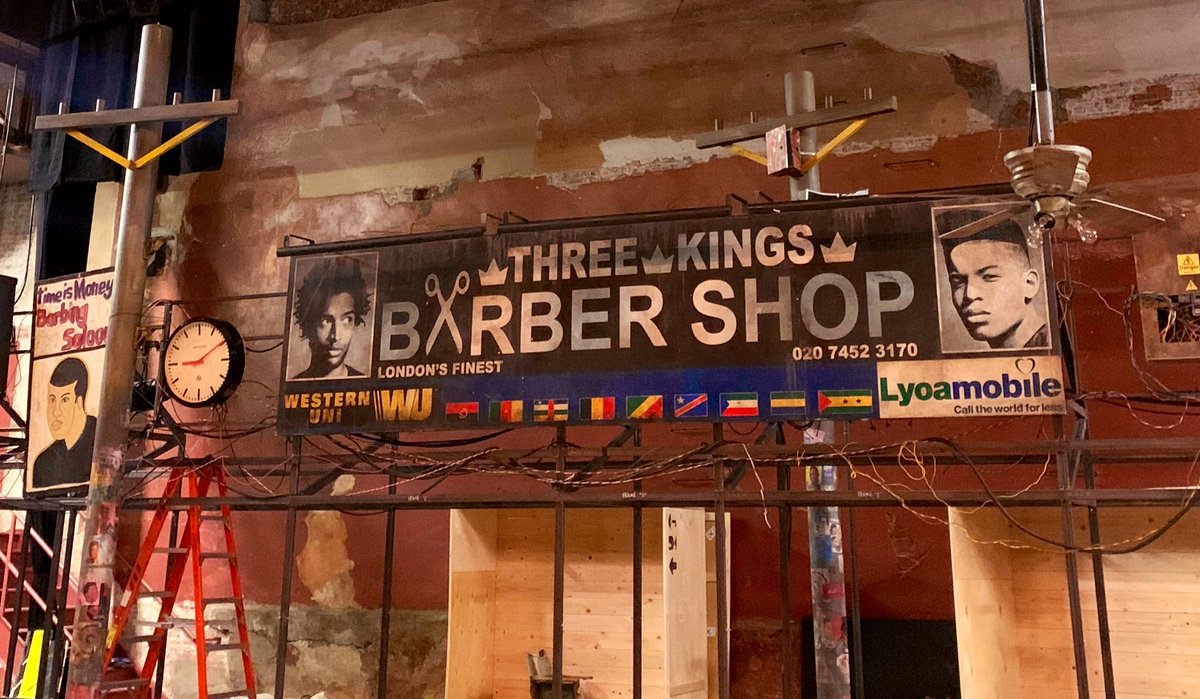 Time is Money
Barbing
Saloon
THREE KINGS
BARBER SHOP
LONDON'S FINEST
020 7452 3170
WESTERN
UNI
WU
Lyoamobile
Call the world for less